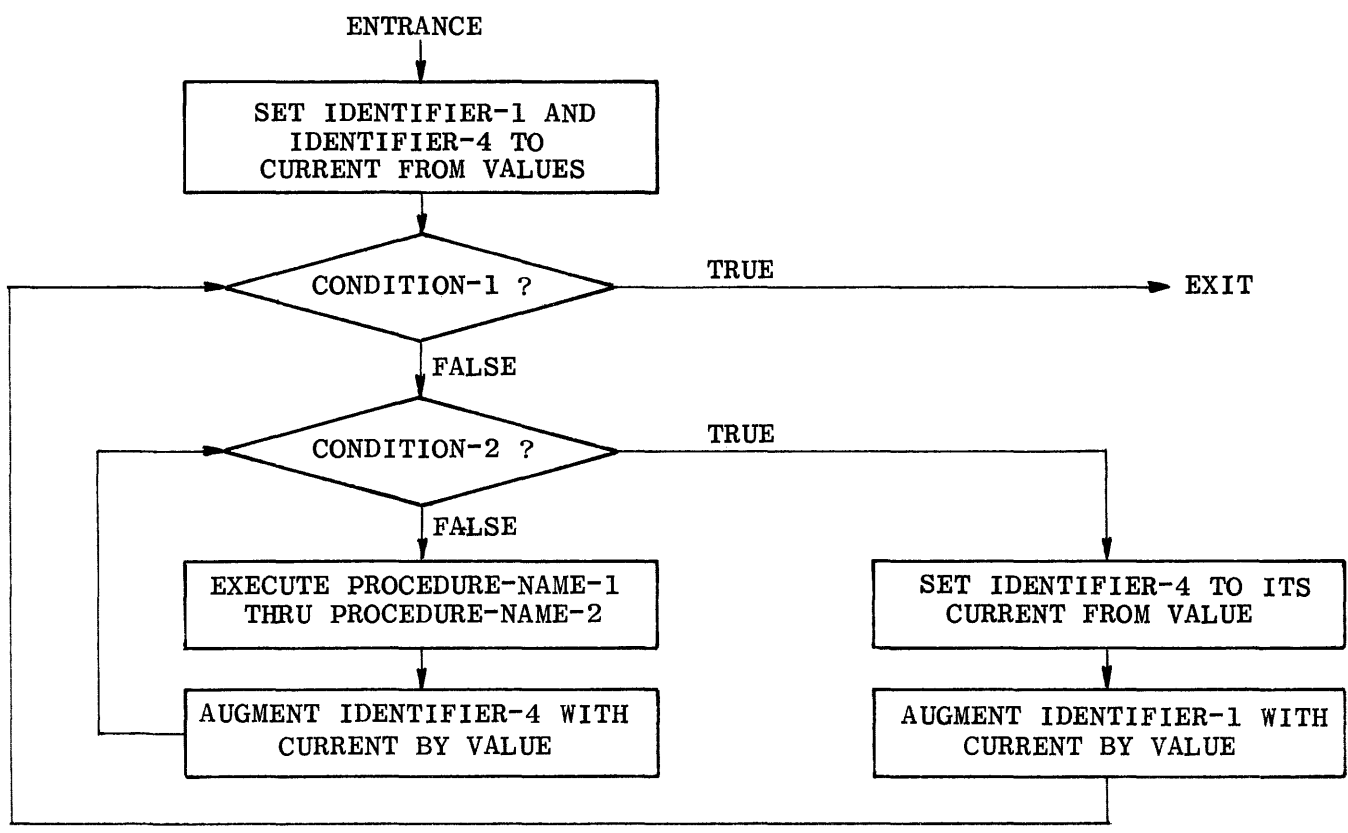 ENTRANCE
SET IDENTIFIER-1 AND
IDENTIFIER-4 TO
CURRENT FROM VALUES
CONDITION-1 ?
TRUE
EXIT
FALSE
CONDITION-2 ?
TRUE
FALSE
EXECUTE PROCEDURE-NAME-1
THRU PROCEDURE-NAME-2
SET IDENTIFIER-4 TO ITS
CURRENT FROM VALUE
AUGMENT IDENTIFIER-4 WITH
CURRENT BY VALUE
AUGMENT IDENTIFIER-1 WITH
CURRENT BY VALUE